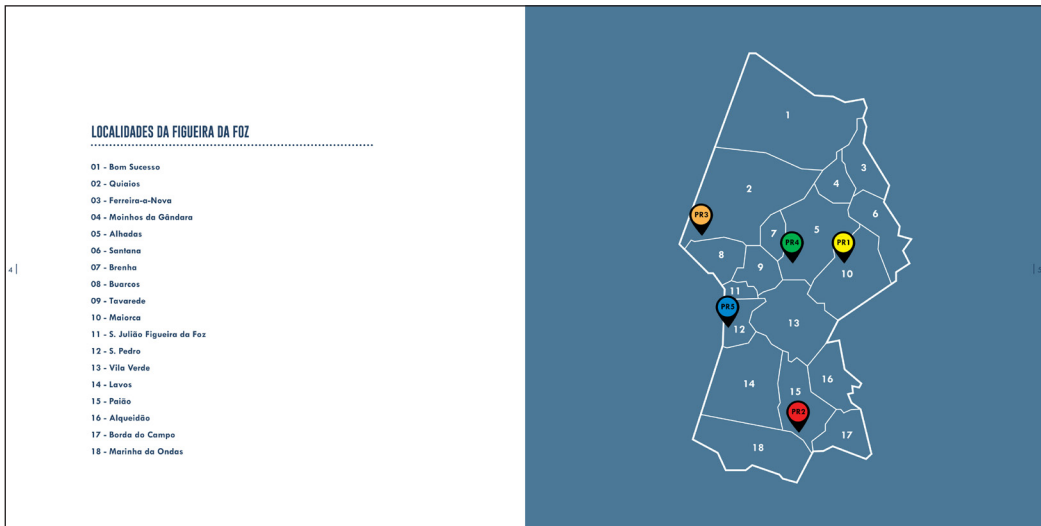 LOCALIDADES DA FIGUEIRA DA FOZ
01 - Bom Sucesso
02 - Quiaios
03 - Ferreira-a-Nova
04 - Moinhos da Gândara
05 - Alhadas
06 - Santana
07 - Brenha
08 - Buarcos
09 - Tavarede
10 - Maiorca
11 - S. Julião Figueira da Foz
12 - S. Pedro
13 - Vila Verde
14 - Lavos
15 - Paião
16 - Alqueidão
17 - Borda do Campo
18 - Marinha da Ondas
4 |
1
3
4
2
6
PR3
5
7
PR4
PR1
8
9
10
| 5
11
PR5
12
13
14
16
15
PR2
17
18